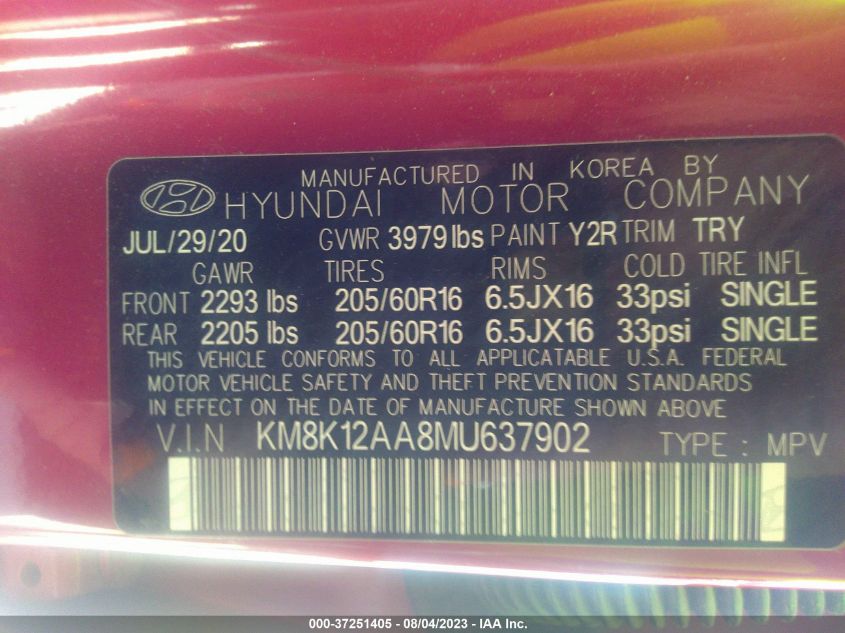 MANUFACTURED IN KOREA BY
HYUNDAI MOTOR COMPANY
JUL/29/20 GVWR 3979lbs PAINT Y2R TRIM TRY
GAWR TIRES RIMS COLD TIRE INFL
FRONT 2293 lbs 205/60R16 6.5JX16 33psi SINGLE
REAR 2205 lbs 205/60R16 6.5JX16 33psi SINGLE
THIS VEHICLE CONFORMS TO ALL APPLICATABLE U.S.A. FEDERAL
MOTOR VEHICLE SAFETY AND THEFT PREVENTION STANDARDS
IN EFFECT ON THE DATE OF MANUFACTURE SHOWN ABOVE
V.I.N KM8K12AA8MU637902 TYPE : MPV
000-37251405 - 08/04/2023 - IAA Inc.